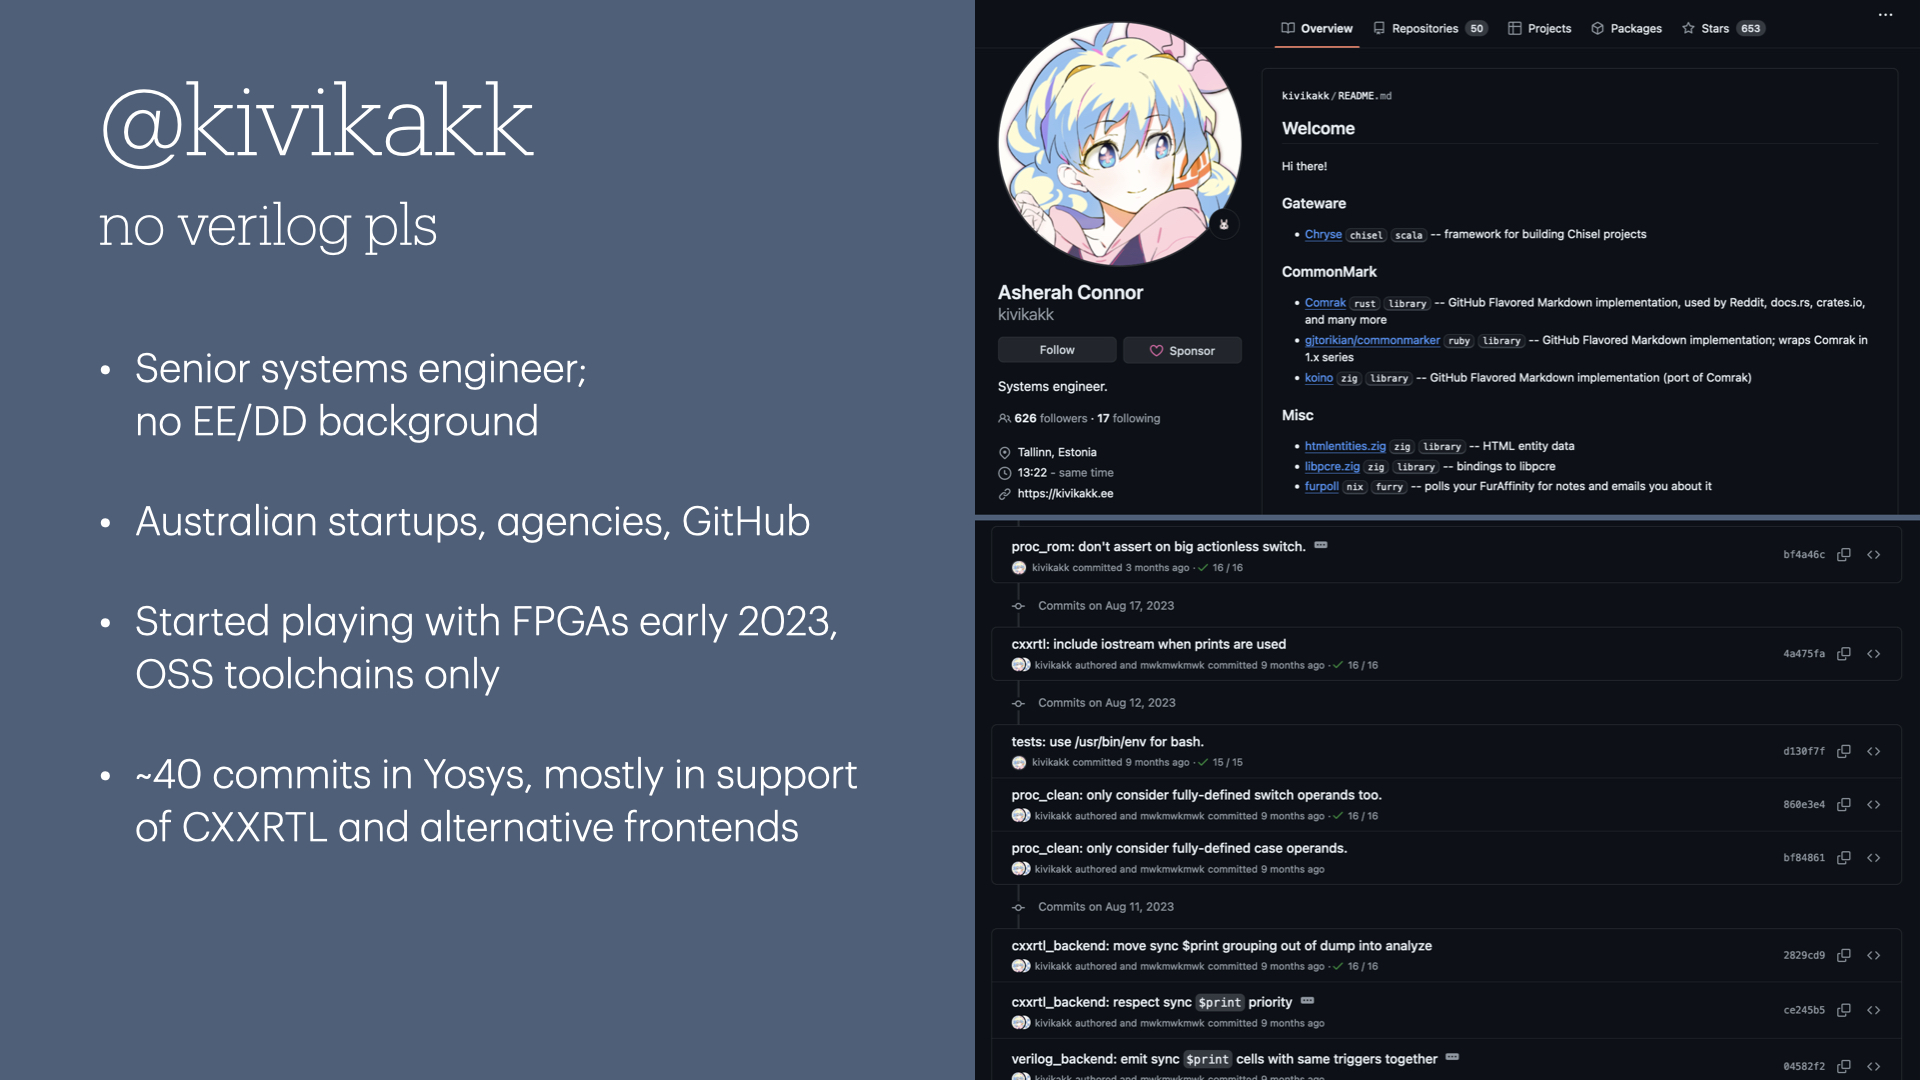 @kivikakk
no verilog pls
• Senior systems engineer;
no EE/DD background
• Australian startups, agencies, GitHub
• Started playing with FPGAs early 2023,
OSS toolchains only
• ~40 commits in Yosys, mostly in support
of CXXRTL and alternative frontends
Overview Repositories 50 Projects Packages Stars 653
Asherah Connor
kivikakk
Follow Sponsor
Systems engineer.
626 followers · 17 following
Tallinn, Estonia
13:22 - same time
https://kivikakk.ee
kivikakk/README.md
Welcome
Hi there!
Gateware
• Chryse chisel scala -- framework for building Chisel projects
CommonMark
• Comrak rust library -- GitHub Flavored Markdown implementation, used by Reddit, docs.rs, crates.io,
and many more
• gjtorikian/commonmarker ruby library -- GitHub Flavored Markdown implementation; wraps Comrak in
1.x series
• koino zig library -- GitHub Flavored Markdown implementation (port of Comrak)
Misc
• htmlentities.zig zig library -- HTML entity data
• libpcre.zig zig library -- bindings to libpcre
• furpoll nix furry -- polls your FurAffinity for notes and emails you about it
proc_rom: don't assert on big actionless switch.
kivikakk committed 3 months ago · 16 / 16
bf4a46c
Commits on Aug 17, 2023
cxxrtl: include iostream when prints are used
kivikakk authored and mwkmwkmwk committed 9 months ago · 16 / 16
4a475fa
Commits on Aug 12, 2023
tests: use /usr/bin/env for bash.
kivikakk committed 9 months ago · 15 / 15
d130f7f
proc_clean: only consider fully-defined switch operands too.
kivikakk authored and mwkmwkmwk committed 9 months ago · 16 / 16
860e3e4
proc_clean: only consider fully-defined case operands.
kivikakk authored and mwkmwkmwk committed 9 months ago
bf84861
Commits on Aug 11, 2023
cxxrtl_backend: move sync $print grouping out of dump into analyze
kivikakk authored and mwkmwkmwk committed 9 months ago · 16 / 16
2829cd9
cxxrtl_backend: respect sync $print priority
kivikakk authored and mwkmwkmwk committed 9 months ago
ce245b5
verilog_backend: emit sync $print cells with same triggers together
kivikakk authored and mwkmwkmwk committed 9 months ago
04582f2